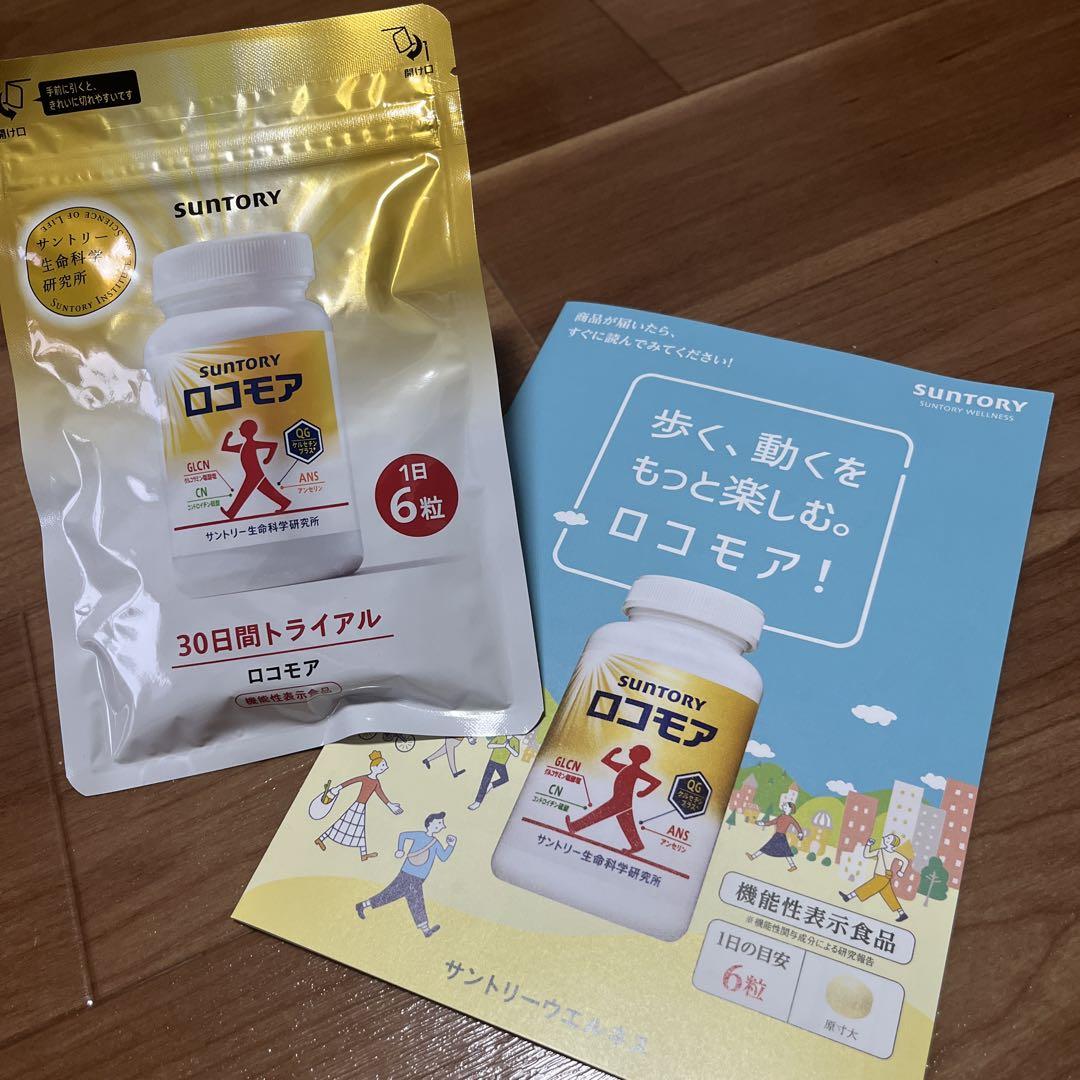 手前に引くと、
きれいに切れやすいです
開け口
開け口
SUNTORY
SCIENCE OF LIFE
サントリー
生命科学
研究所
SUNTORY INSTITUTE
SUNTORY
ロコモア
GLCN
グルコサミン塩酸塩
CN
コンドロイチン硫酸
QG
ケルセチン
プラス
ANS
アンセリン
サントリー生命科学研究所
1日
6粒
30日間トライアル
ロコモア
機能性表示食品
商品が届いたら、
すぐに読んでみてください!
SUNTORY
SUNTORY WELLNESS
歩く、動くを
もっと楽しむ。
ロコモア!
SUNTORY
ロコモア
GLCN
グルコサミン塩酸塩
CN
コンドロイチン硫酸
QG
ケルセチン
プラス
ANS
アンセリン
サントリー生命科学研究所
機能性表示食品
※機能性関与成分による研究報告
1日の目安
6粒
原寸大
サントリーウエルネス